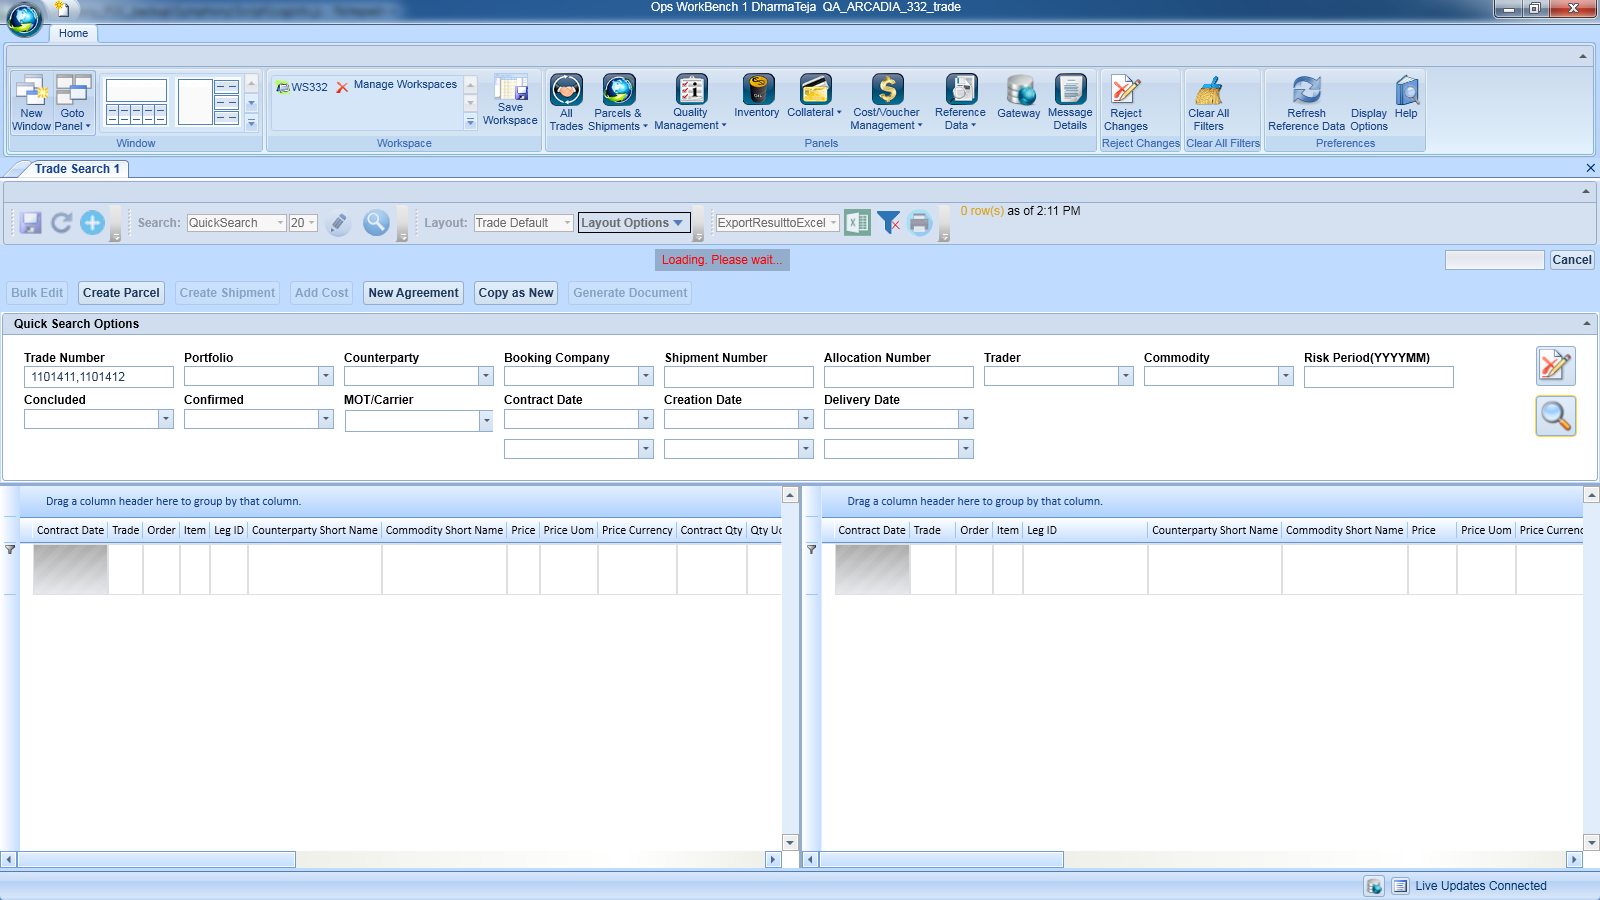 Ops WorkBench 1 DharmaTeja QA_ARCADIA_332_trade
Home
New Window
Goto Panel
Window
WS332
Manage Workspaces
Save Workspace
Workspace
All Trades
Parcels & Shipments
Quality Management
Inventory
Collateral
Cost/Voucher Management
Reference Data
Gateway
Message Details
Panels
Reject Changes
Reject Changes
Clear All Filters
Clear All Filters
Refresh Reference Data
Display Options
Help
Preferences
Trade Search 1
Search: QuickSearch 20
Layout: Trade Default Layout Options
ExportResulttoExcel
0 row(s) as of 2:11 PM
Loading. Please wait...
Cancel
Bulk Edit Create Parcel Create Shipment Add Cost New Agreement Copy as New Generate Document
Quick Search Options
Trade Number Portfolio Counterparty Booking Company Shipment Number Allocation Number Trader Commodity Risk Period(YYYYMM)
1101411,1101412
Concluded Confirmed MOT/Carrier Contract Date Creation Date Delivery Date
Drag a column header here to group by that column.
Contract Date Trade Order Item Leg ID Counterparty Short Name Commodity Short Name Price Price Uom Price Currency Contract Qty Qty Uo
Drag a column header here to group by that column.
Contract Date Trade Order Item Leg ID Counterparty Short Name Commodity Short Name Price Price Uom Price Currenc
Live Updates Connected